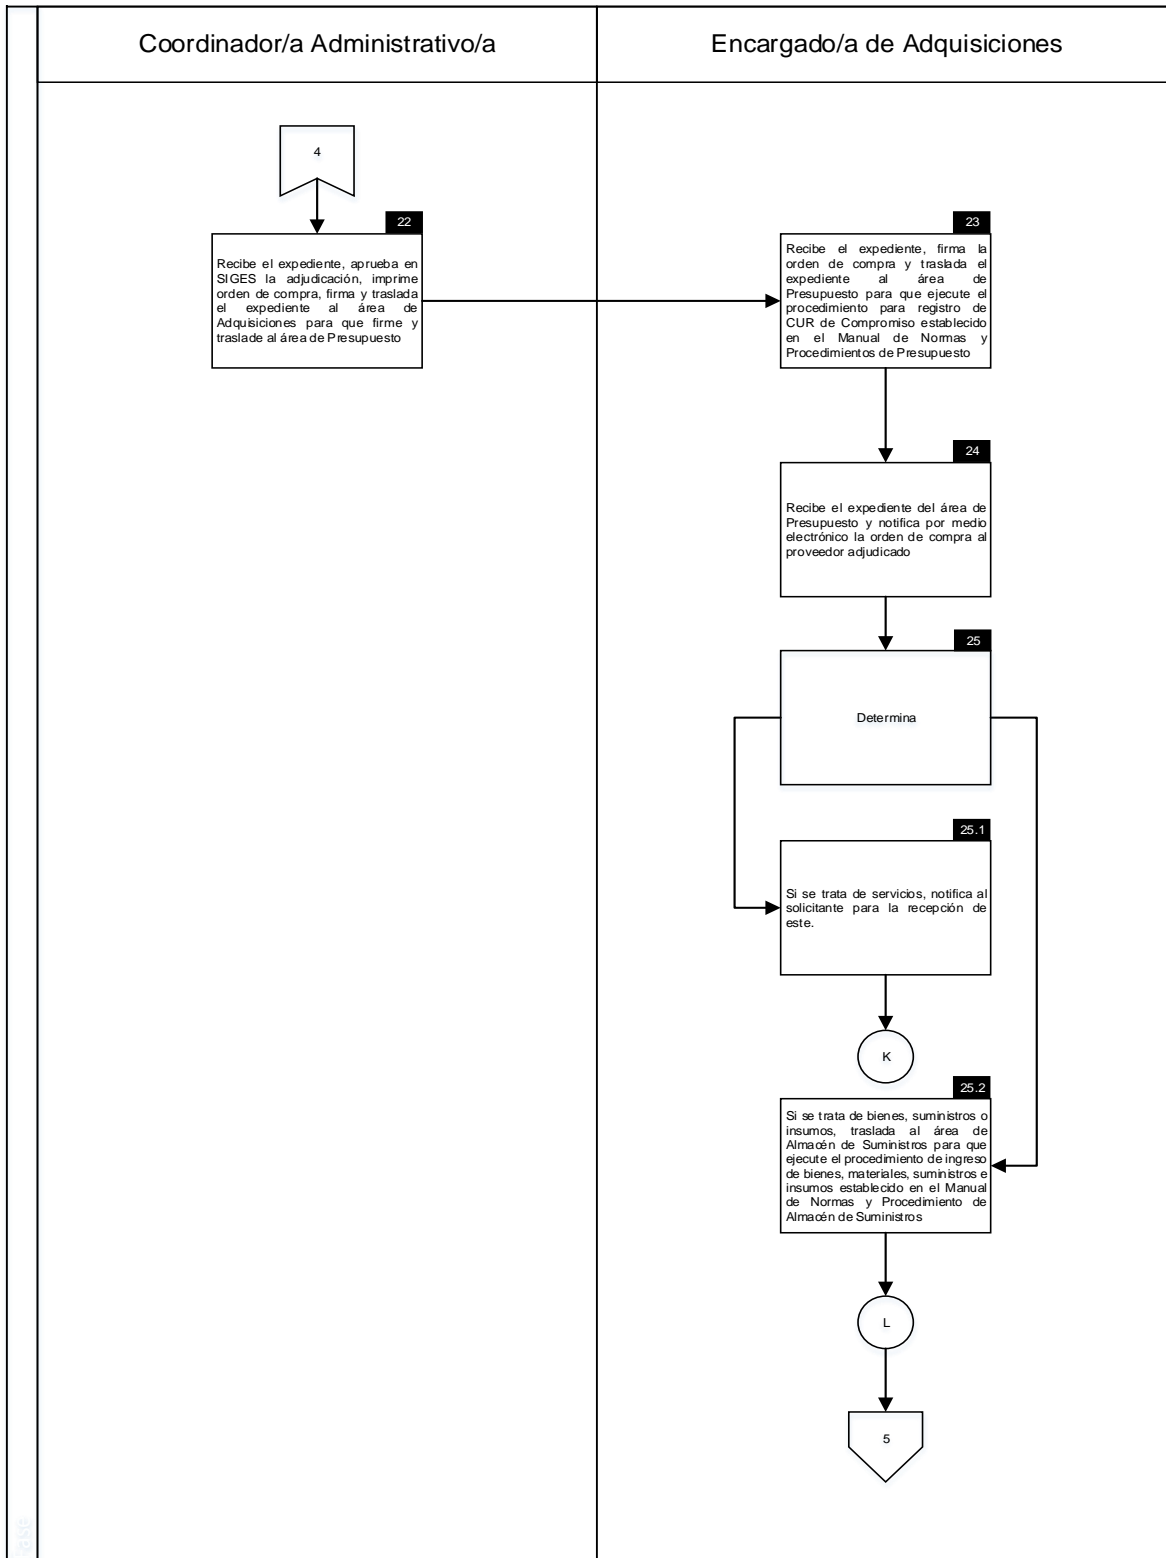 Coordinador/a Administrativo/a
Encargado/a de Adquisiciones
4
22
Recibe el expediente, aprueba en
SIGES la adjudicación, imprime
orden de compra, firma y traslada
el expediente al área de
Adquisiciones para que firme y
traslade al área de Presupuesto
23
Recibe el expediente, firma la
orden de compra y traslada el
expediente al área de
Presupuesto para que ejecute el
procedimiento para registro de
CUR de Compromiso establecido
en el Manual de Normas y
Procedimientos de Presupuesto
24
Recibe el expediente del área de
Presupuesto y notifica por medio
electrónico la orden de compra al
proveedor adjudicado
25
Determina
25.1
Si se trata de servicios, notifica al
solicitante para la recepción de
este.
K
25.2
Si se trata de bienes, suministros o
insumos, traslada al área de
Almacén de Suministros para que
ejecute el procedimiento de ingreso
de bienes, materiales, suministros e
insumos establecido en el Manual
de Normas y Procedimiento de
Almacén de Suministros
L
5
Fase